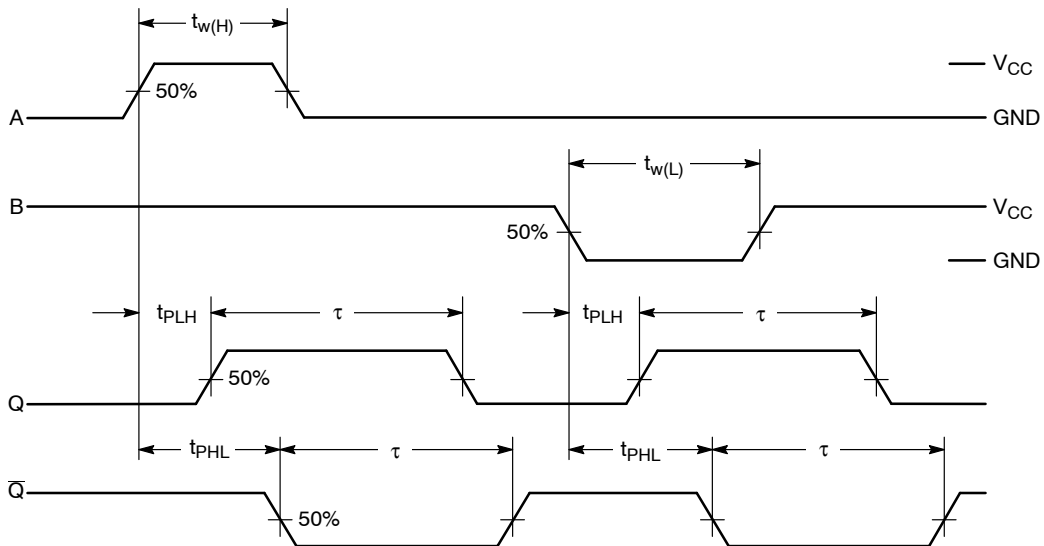 tw(H)
VCC
50%
A
GND
tw(L)
B
VCC
50%
GND
tPLH
τ
tPLH
τ
50%
Q
tPHL
τ
tPHL
τ
Q̅
50%